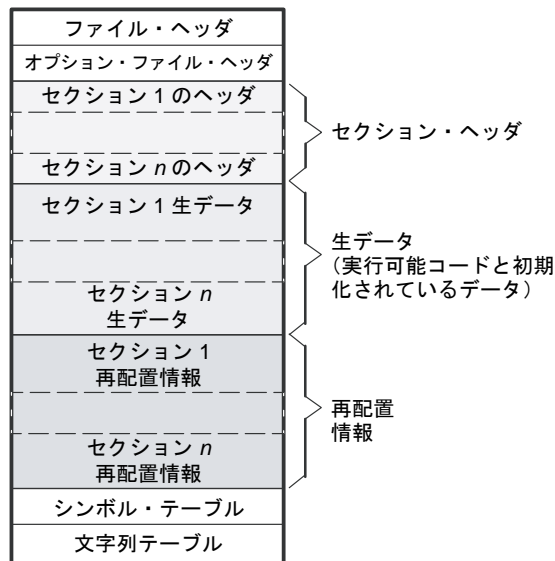 ファイル・ヘッダ
オプション・ファイル・ヘッダ
セクション 1 のヘッダ
セクション n のヘッダ
セクション・ヘッダ
セクション 1 生データ
セクション n
生データ
生データ
（実行可能コードと初期
化されているデータ）
セクション 1
再配置情報
セクション n
再配置情報
再配置
情報
シンボル・テーブル
文字列テーブル